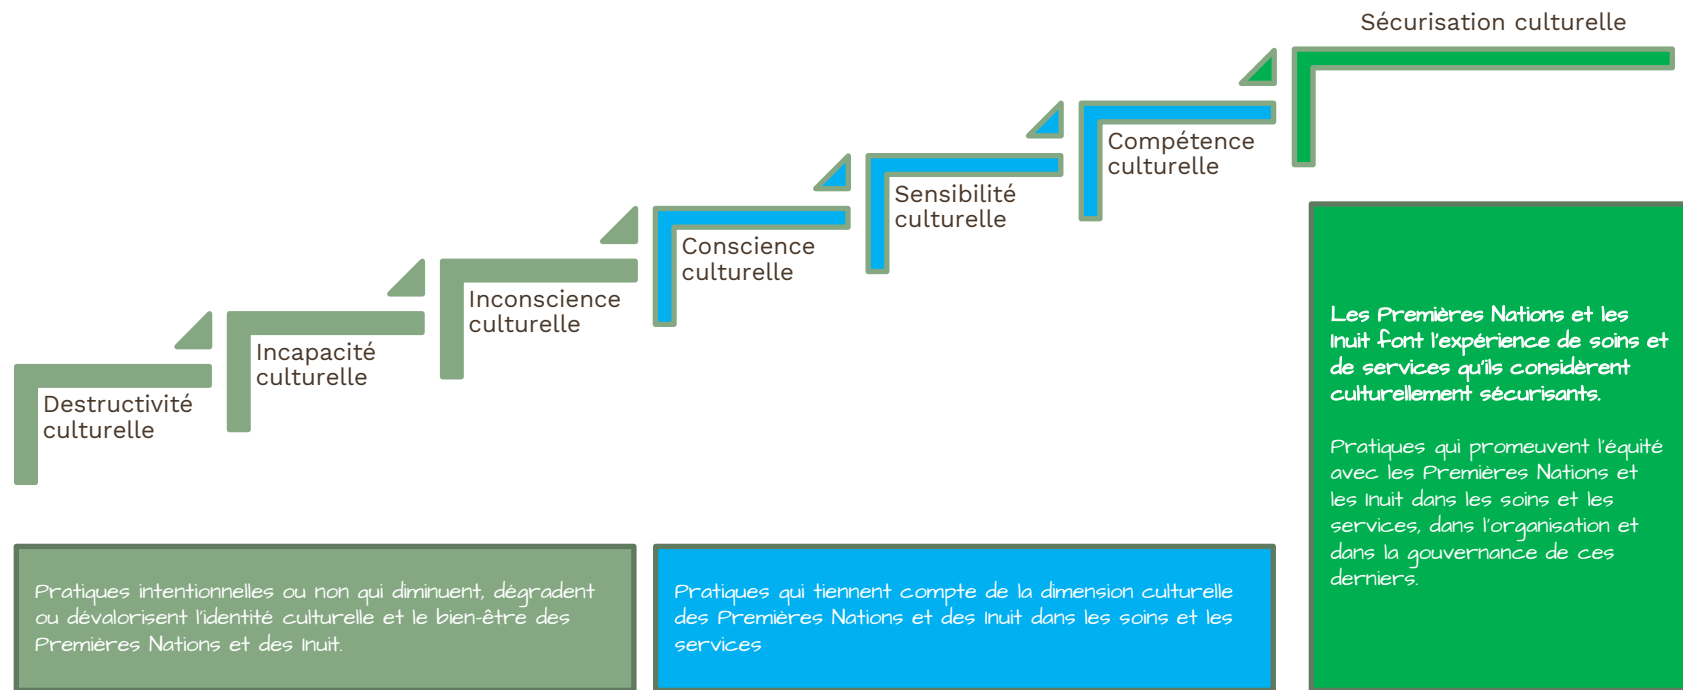 Sécurisation culturelle
Compétence
culturelle
Sensibilité
culturelle
Conscience
culturelle
Inconscience
culturelle
Incapacité
culturelle
Destructivité
culturelle
Pratiques intentionnelles ou non qui diminuent, dégradent
ou dévalorisent l'identité culturelle et le bien-être des
Premières Nations et des Inuit.
Pratiques qui tiennent compte de la dimension culturelle
des Premières Nations et des Inuit dans les soins et les
services
Les Premières Nations et les
Inuit font l'expérience de soins et
de services qu'ils considèrent
culturellement sécurisants.
Pratiques qui promeuvent l'équité
avec les Premières Nations et
les Inuit dans les soins et les
services, dans l'organisation et
dans la gouvernance de ces
derniers.